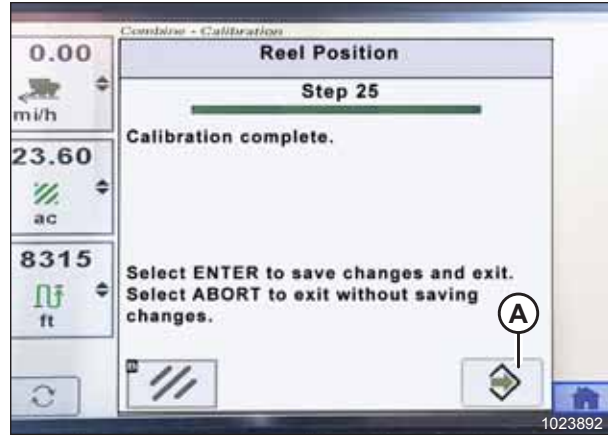 Combine - Calibration
Reel Position
Step 25
Calibration complete.
Select ENTER to save changes and exit.
Select ABORT to exit without saving
changes.
0.00
mi/h
23.60
ac
8315
ft
A
1023892